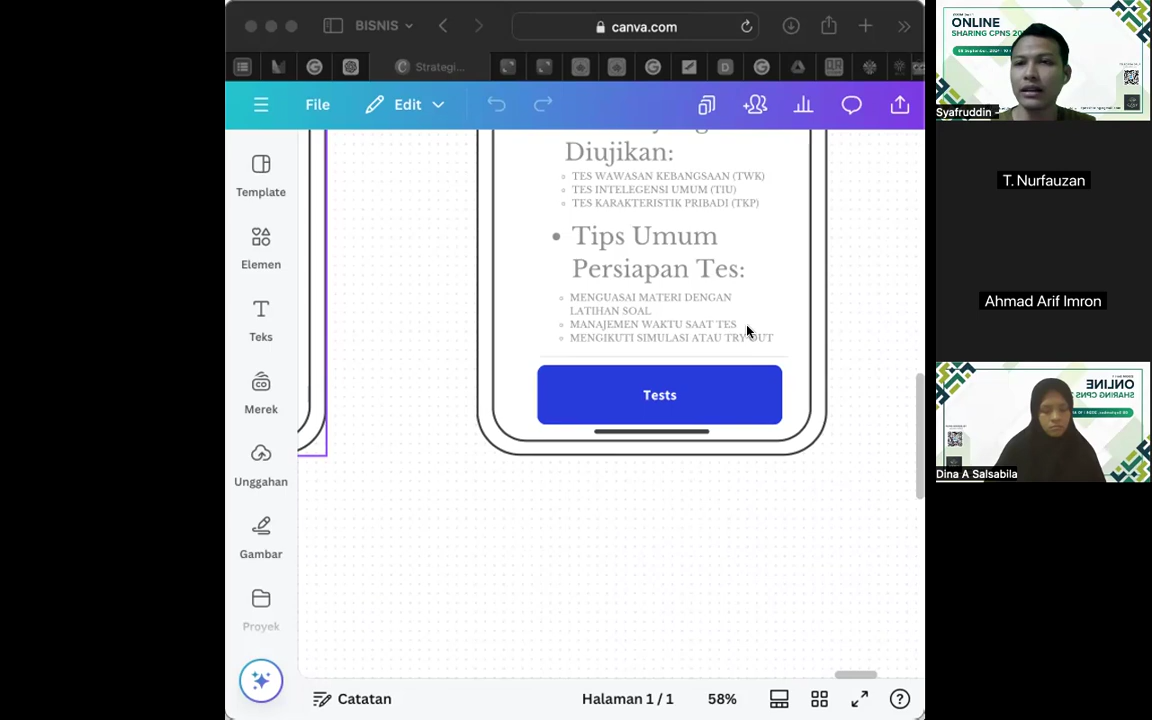 BISNIS
canva.com
Strategi...
File
Edit
Template
Elemen
Teks
Merek
Unggahan
Gambar
Proyek
Diujikan:
TES WAWASAN KEBANGSAAN (TWK)
TES INTELEGENSI UMUM (TIU)
TES KARAKTERISTIK PRIBADI (TKP)
Tips Umum
Persiapan Tes:
MENGUASAI MATERI DENGAN
LATIHAN SOAL
MANAJEMEN WAKTU SAAT TES
MENGIKUTI SIMULASI ATAU TRY OUT
Tests
Catatan
Halaman 1 / 1
58%
ONLINE
SHARING CPNS 20
Syafruddin -
T. Nurfauzan
Ahmad Arif Imron
ONLINE
SHARING CPNS
Dina A Salsabila